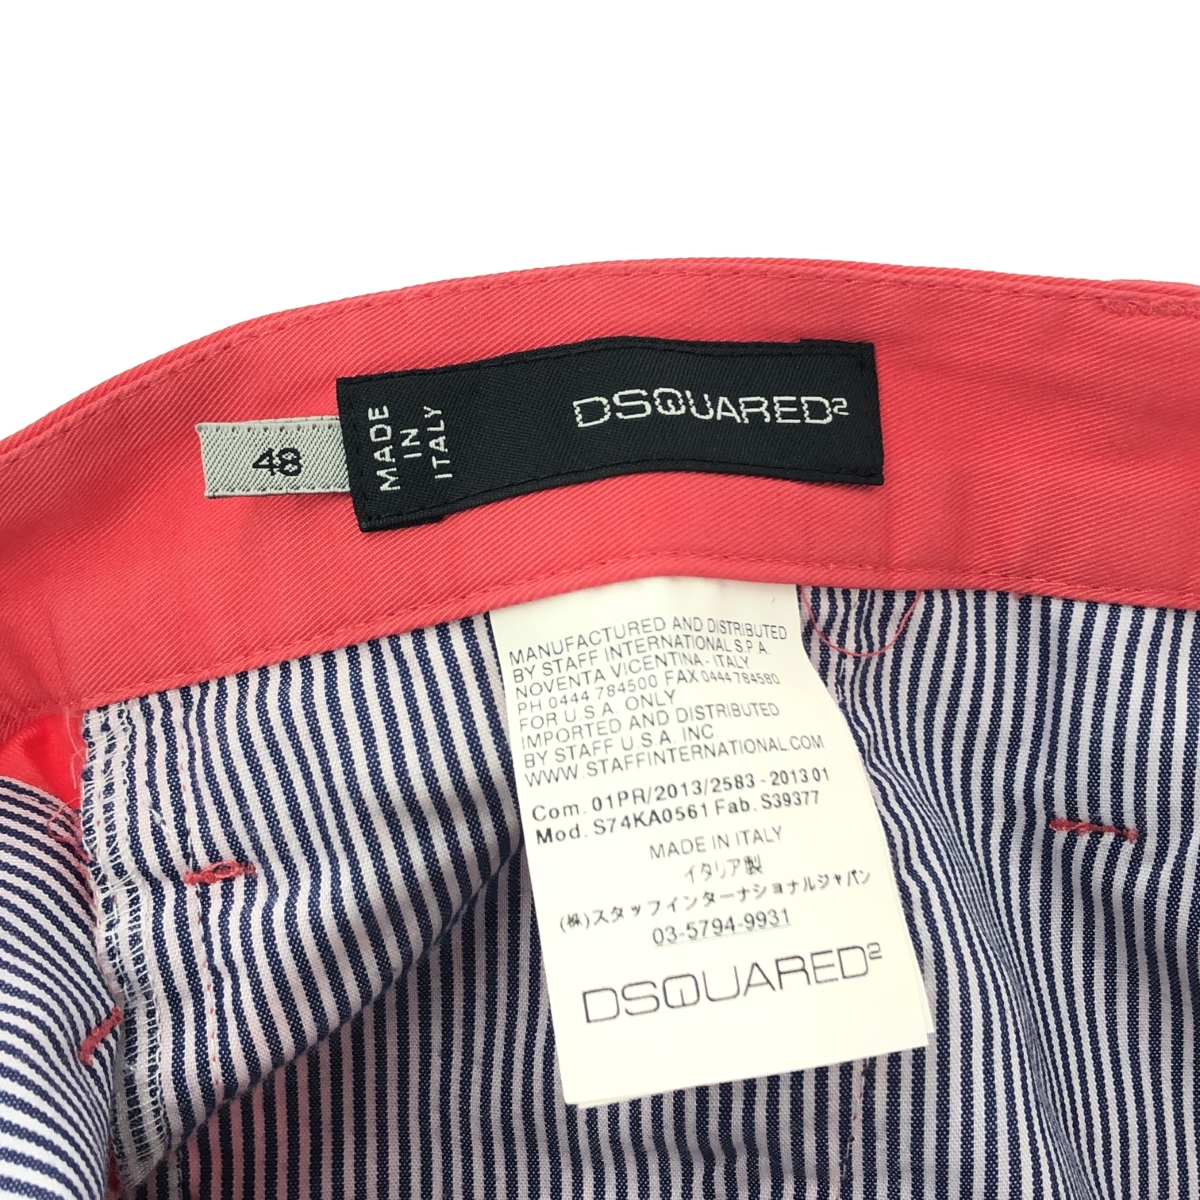 48
MADE
IN
ITALY
DSQUARED2
MANUFACTURED AND DISTRIBUTED
BY STAFF INTERNATIONAL S.P.A.
NOVENTA VICENTINA - ITALY
PH 0444 784500 FAX 0444 784580
FOR U.S.A. ONLY
IMPORTED AND DISTRIBUTED
BY STAFF U.S.A. INC.
WWW.STAFFINTERNATIONAL.COM
Com. 01PR/2013/2583 - 2013 01
Mod. S74KA0561 Fab. S39377
MADE IN ITALY
イタリア製
(株)スタッフインターナショナルジャパン
03-5794-9931
DSQUARED2